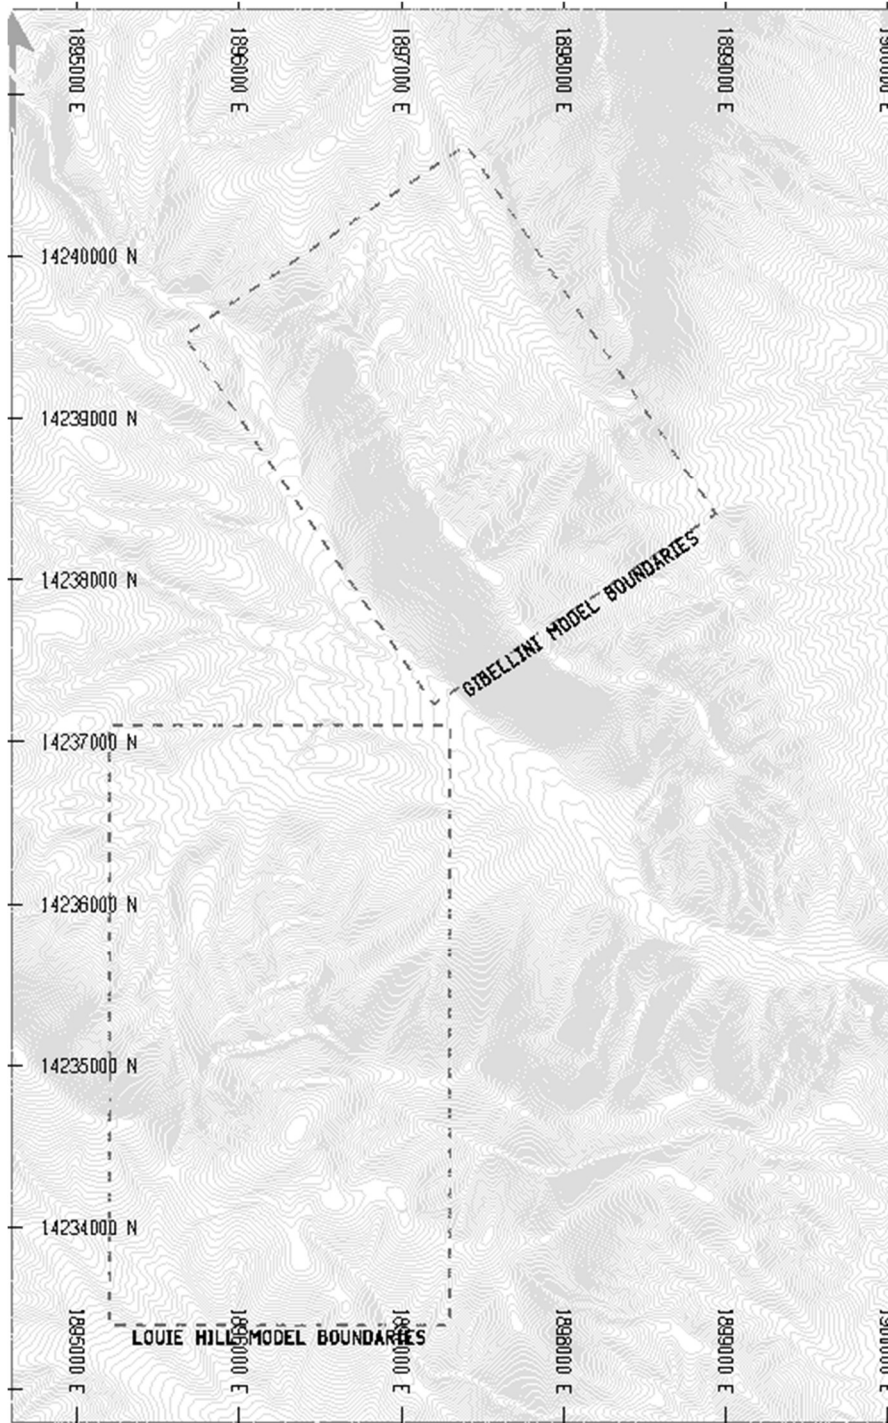 1895000 E
1896000 E
1897000 E
1898000 E
1899000 E
14240000 N
14239000 N
14238000 N
GIBELLINI MODEL BOUNDARIES
14237000 N
14236000 N
14235000 N
14234000 N
LOUIE HILL MODEL BOUNDARIES
1895000 E
1898000 E
1899000 E